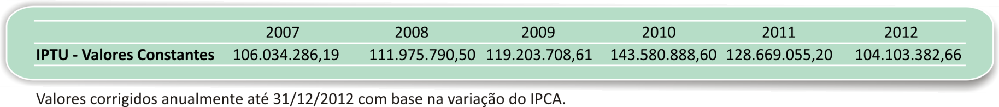 2007 2008 2009 2010 2011 2012
IPTU - Valores Constantes 106.034.286,19 111.975.790,50 119.203.708,61 143.580.888,60 128.669.055,20 104.103.382,66
Valores corrigidos anualmente até 31/12/2012 com base na variação do IPCA.